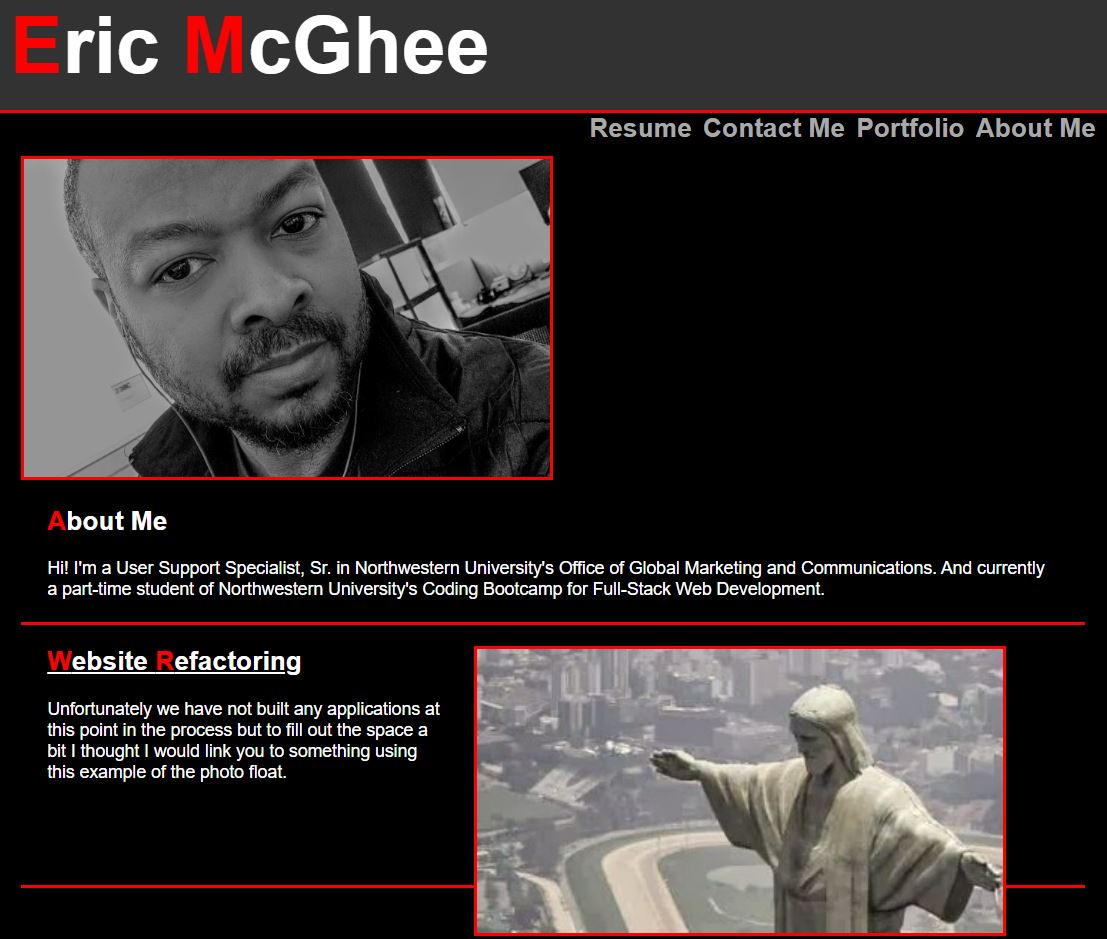 Eric McGhee
Resume Contact Me Portfolio About Me
About Me
Hi! I'm a User Support Specialist, Sr. in Northwestern University's Office of Global Marketing and Communications. And currently
a part-time student of Northwestern University's Coding Bootcamp for Full-Stack Web Development.
Website Refactoring
Unfortunately we have not built any applications at
this point in the process but to fill out the space a
bit I thought I would link you to something using
this example of the photo float.